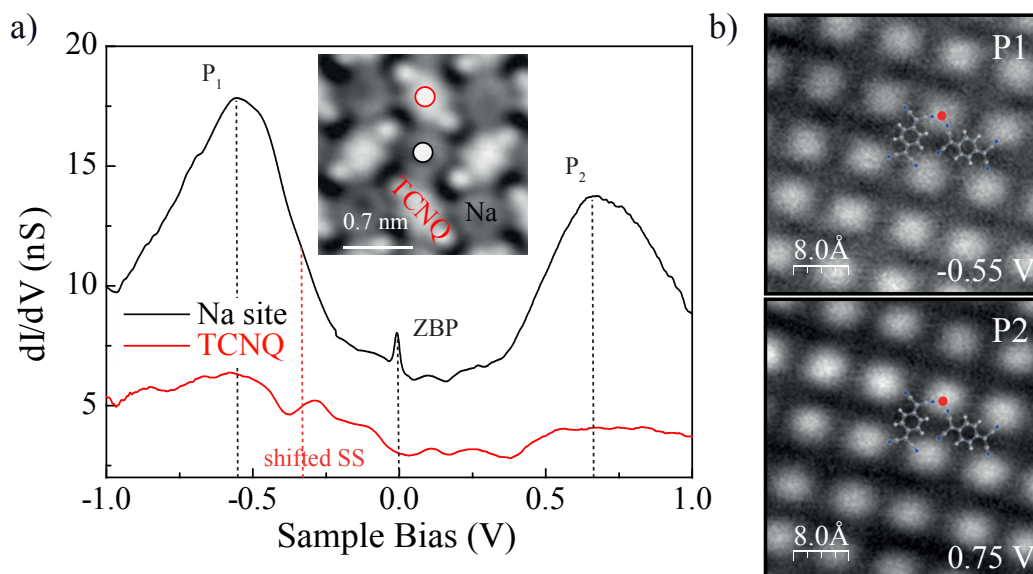 a)
b)
20
15
10
5
dI/dV (nS)
P1
P2
ZBP
Na site
TCNQ
shifted SS
TCNQ
Na
0.7 nm
-1.0
-0.5
0.0
0.5
1.0
Sample Bias (V)
P1
8.0Å
-0.55 V
P2
8.0Å
0.75 V